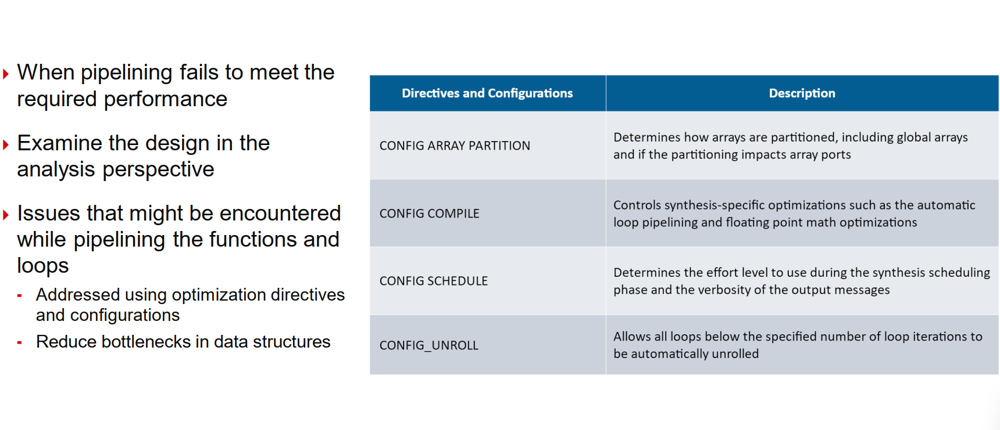 When pipelining fails to meet the
required performance
Examine the design in the
analysis perspective
Issues that might be encountered
while pipelining the functions and
loops
- Addressed using optimization directives
and configurations
- Reduce bottlenecks in data structures
Directives and Configurations
Description
CONFIG ARRAY PARTITION
Determines how arrays are partitioned, including global arrays
and if the partitioning impacts array ports
CONFIG COMPILE
Controls synthesis-specific optimizations such as the automatic
loop pipelining and floating point math optimizations
CONFIG SCHEDULE
Determines the effort level to use during the synthesis scheduling
phase and the verbosity of the output messages
CONFIG_UNROLL
Allows all loops below the specified number of loop iterations to
be automatically unrolled